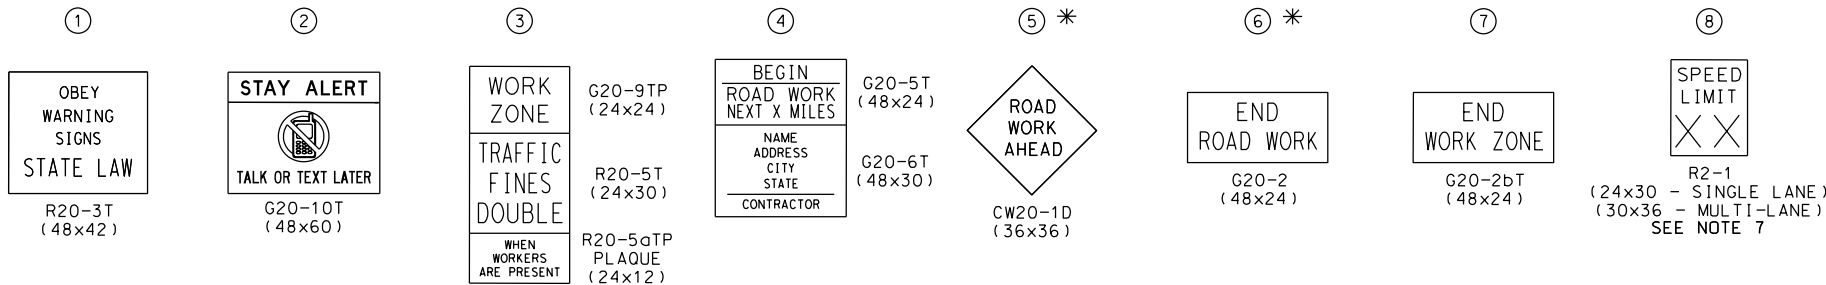 1
OBEY
WARNING
SIGNS
STATE LAW
R20-3T
(48x42)
2
STAY ALERT
TALK OR TEXT LATER
G20-10T
(48x60)
3
WORK
ZONE
G20-9TP
(24x24)
TRAFFIC
FINES
DOUBLE
R20-5T
(24x30)
WHEN
WORKERS
ARE PRESENT
R20-5aTP
PLAQUE
(24x12)
4
BEGIN
ROAD WORK
NEXT X MILES
G20-5T
(48x24)
NAME
ADDRESS
CITY
STATE
CONTRACTOR
G20-6T
(48x30)
5 *
ROAD
WORK
AHEAD
CW20-1D
(36x36)
6 *
END
ROAD WORK
G20-2
(48x24)
7
END
WORK ZONE
G20-2bT
(48x24)
8
SPEED
LIMIT
X X
R2-1
(24x30 - SINGLE LANE)
(30x36 - MULTI-LANE)
SEE NOTE 7